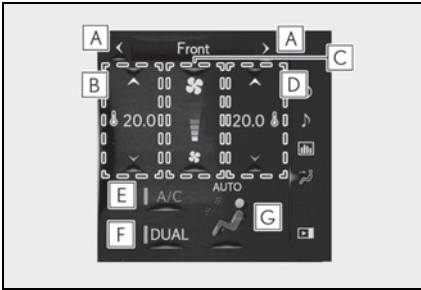 A < Front > A
C
B D
20.0 20.0
AUTO
E A/C
G
F DUAL